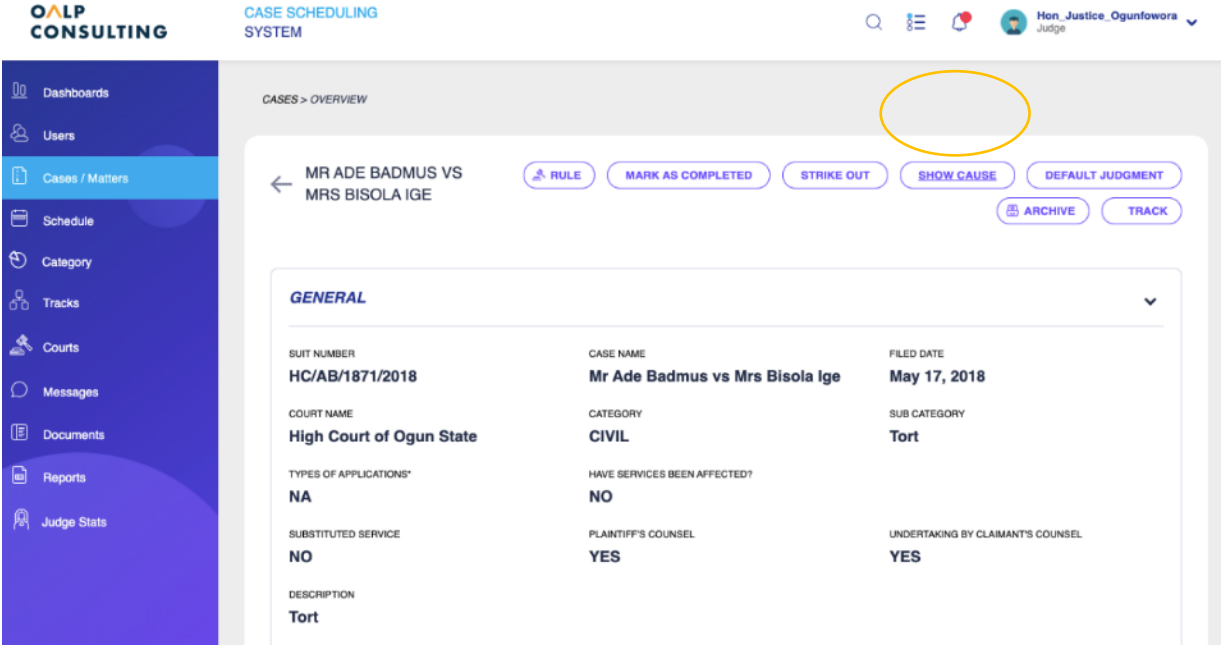 OALP
CONSULTING
CASE SCHEDULING
SYSTEM
Hon_Justice_Ogunfowora
Judge
Dashboards
Users
Cases / Matters
Schedule
Category
Tracks
Courts
Messages
Documents
Reports
Judge Stats
CASES > OVERVIEW
MR ADE BADMUS VS
MRS BISOLA IGE
RULE
MARK AS COMPLETED
STRIKE OUT
SHOW CAUSE
DEFAULT JUDGMENT
ARCHIVE
TRACK
GENERAL
SUIT NUMBER
HC/AB/1871/2018
CASE NAME
Mr Ade Badmus vs Mrs Bisola Ige
FILED DATE
May 17, 2018
COURT NAME
High Court of Ogun State
CATEGORY
CIVIL
SUB CATEGORY
Tort
TYPES OF APPLICATIONS*
NA
HAVE SERVICES BEEN AFFECTED?
NO
SUBSTITUTED SERVICE
NO
PLAINTIFF'S COUNSEL
YES
UNDERTAKING BY CLAIMANT'S COUNSEL
YES
DESCRIPTION
Tort